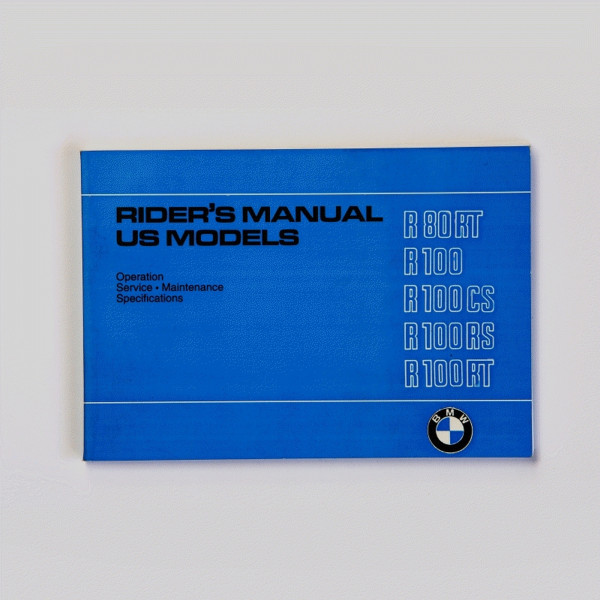 RIDER'S MANUAL
US MODELS
Operation
Service • Maintenance
Specifications
R 80 RT
R 100
R 100 CS
R 100 RS
R 100 RT
BMW